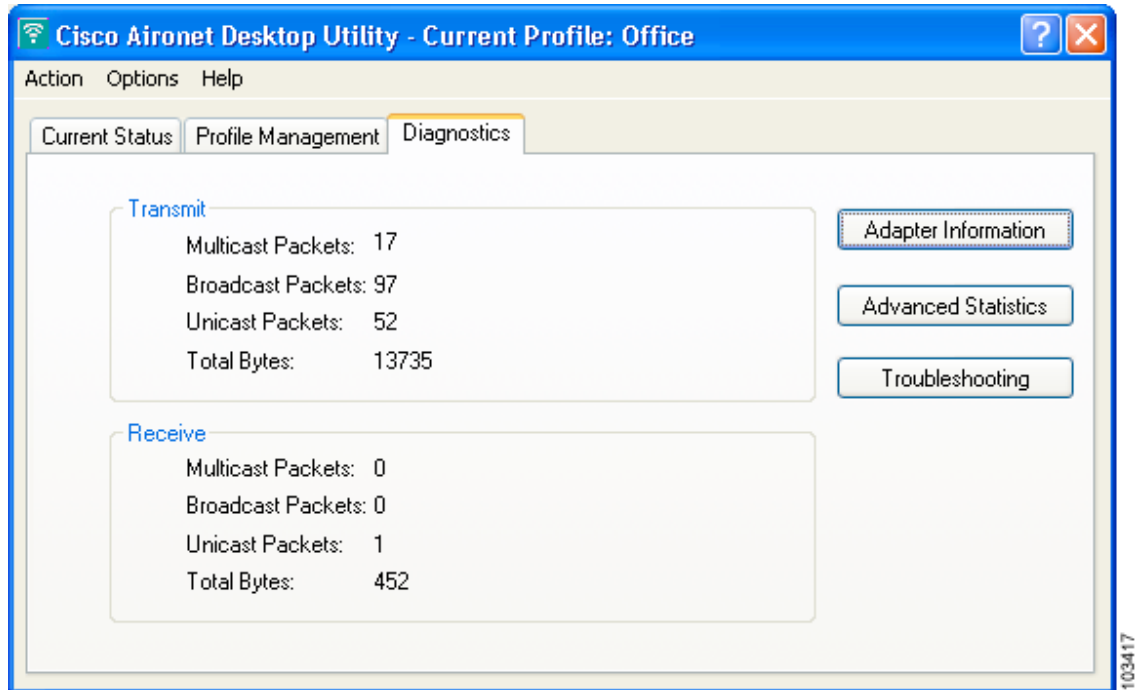 Cisco Aironet Desktop Utility - Current Profile: Office
Action Options Help
Current Status Profile Management Diagnostics
Transmit
Multicast Packets: 17
Broadcast Packets: 97
Unicast Packets: 52
Total Bytes: 13735
Adapter Information
Advanced Statistics
Troubleshooting
Receive
Multicast Packets: 0
Broadcast Packets: 0
Unicast Packets: 1
Total Bytes: 452
103417